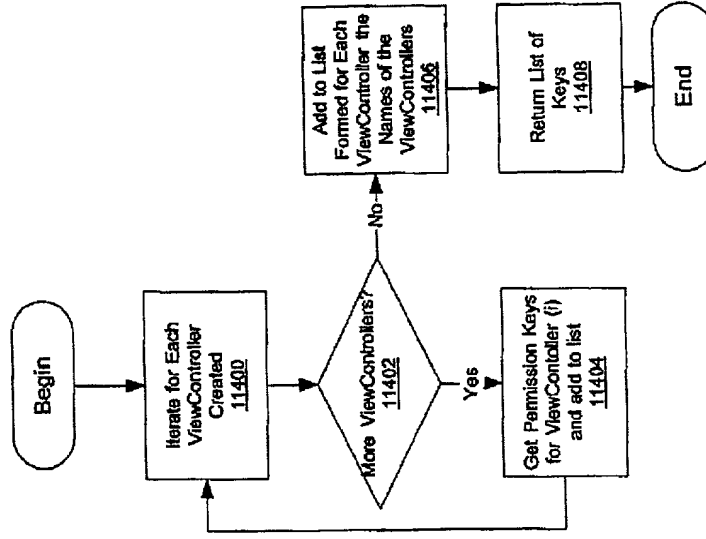 Begin
Iterate for Each
ViewController
Created
11400
More ViewControllers?
11402
Yes
No
Get Permission Keys
for ViewContoller (i)
and add to list
11404
Add to List
Formed for Each
ViewController the
Names of the
ViewControllers
11406
Return List of
Keys
11408
End